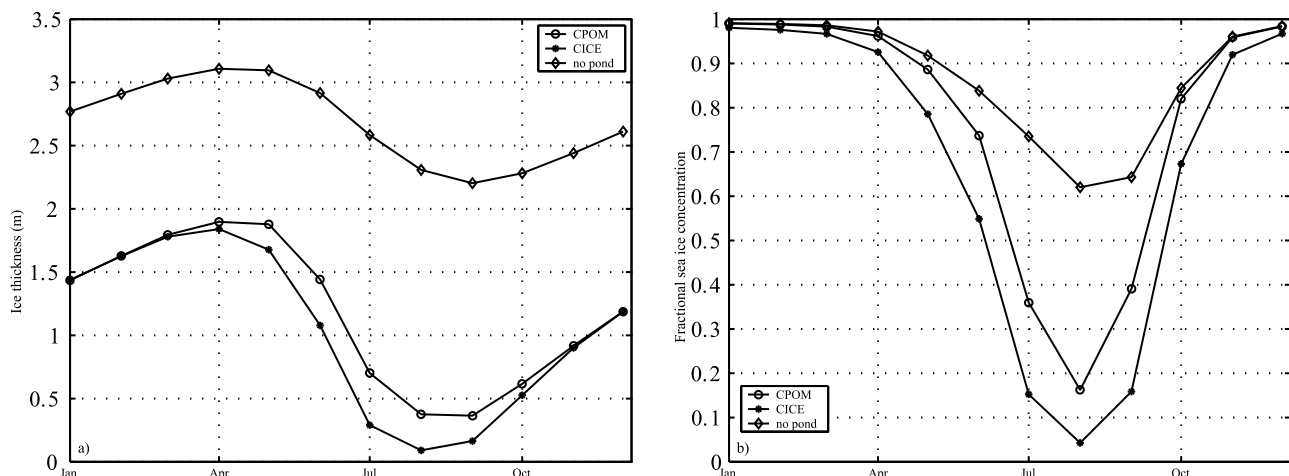 3.5
3
2.5
2
1.5
1
0.5
0
Ice thickness (m)
CPOM
CICE
no pond
a)
Jan Apr Jul Oct
1
0.9
0.8
0.7
0.6
0.5
0.4
0.3
0.2
0.1
0
Fractional sea ice concentration
CPOM
CICE
no pond
b)
Jan Apr Jul Oct